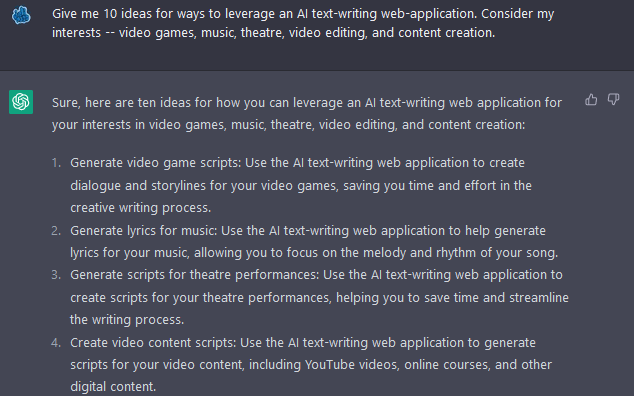 Give me 10 ideas for ways to leverage an AI text-writing web-application. Consider my
interests -- video games, music, theatre, video editing, and content creation.
Sure, here are ten ideas for how you can leverage an AI text-writing web application for
your interests in video games, music, theatre, video editing, and content creation:
1. Generate video game scripts: Use the AI text-writing web application to create
dialogue and storylines for your video games, saving you time and effort in the
creative writing process.
2. Generate lyrics for music: Use the AI text-writing web application to help generate
lyrics for your music, allowing you to focus on the melody and rhythm of your song.
3. Generate scripts for theatre performances: Use the AI text-writing web application to
create scripts for your theatre performances, helping you to save time and streamline
the writing process.
4. Create video content scripts: Use the AI text-writing web application to generate
scripts for your video content, including YouTube videos, online courses, and other
digital content.